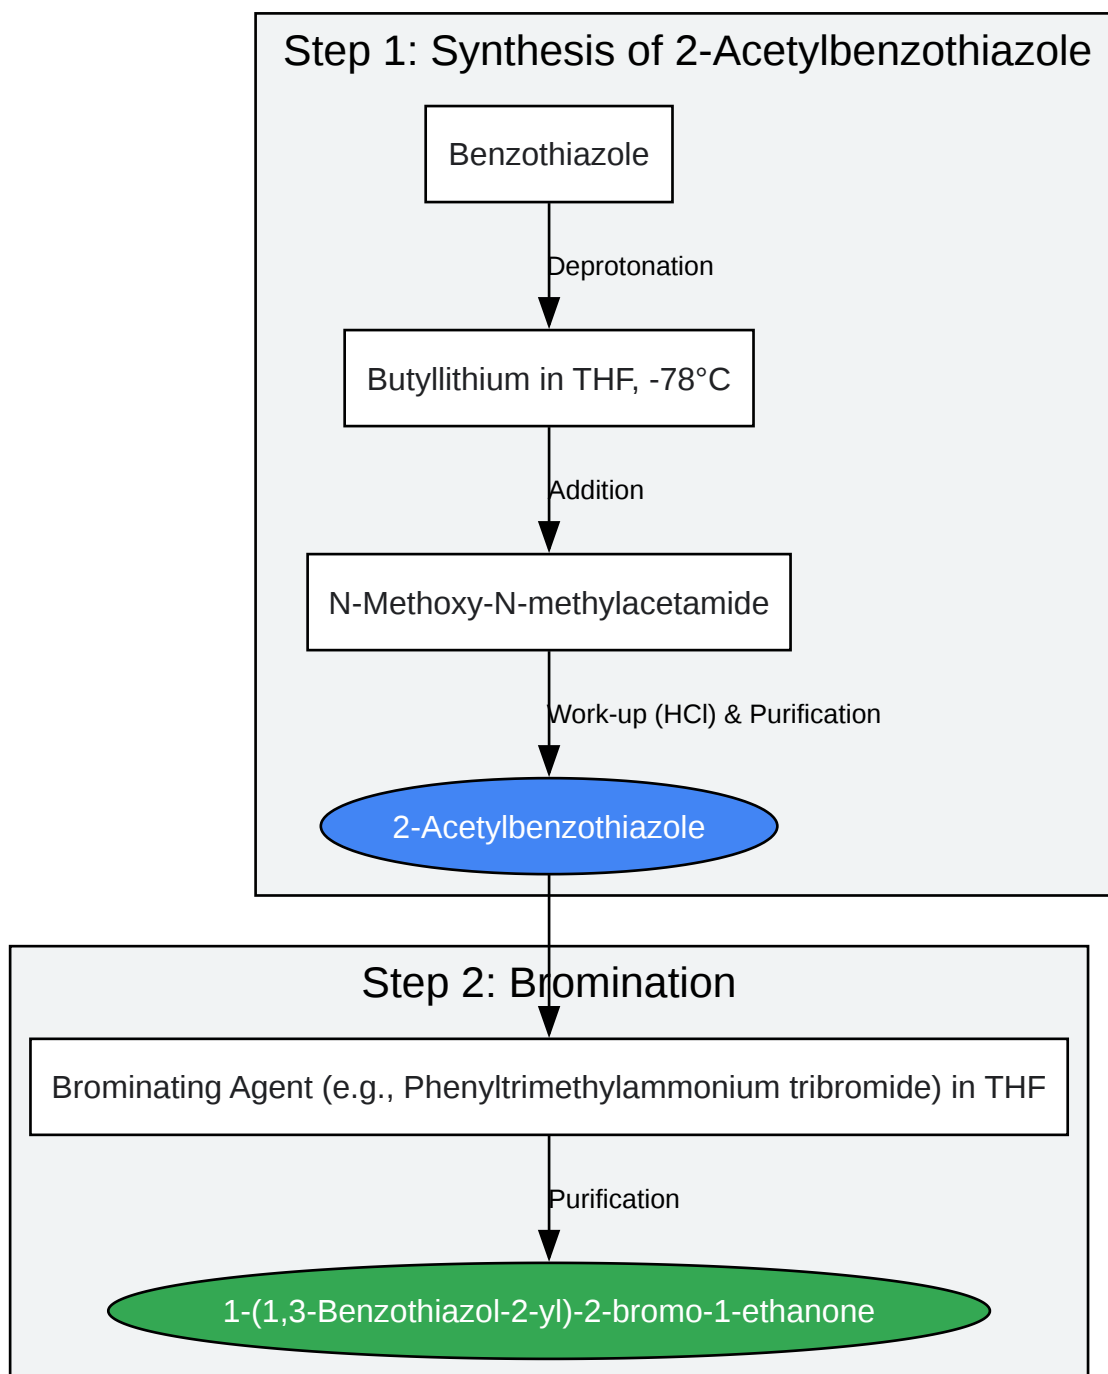 Step 1: Synthesis of 2-Acetylbenzothiazole
Benzothiazole
Deprotonation
Butyllithium in THF, -78°C
Addition
N-Methoxy-N-methylacetamide
Work-up (HCl) & Purification
2-Acetylbenzothiazole
Step 2: Bromination
Brominating Agent (e.g., Phenyltrimethylammonium tribromide) in THF
Purification
1-(1,3-Benzothiazol-2-yl)-2-bromo-1-ethanone